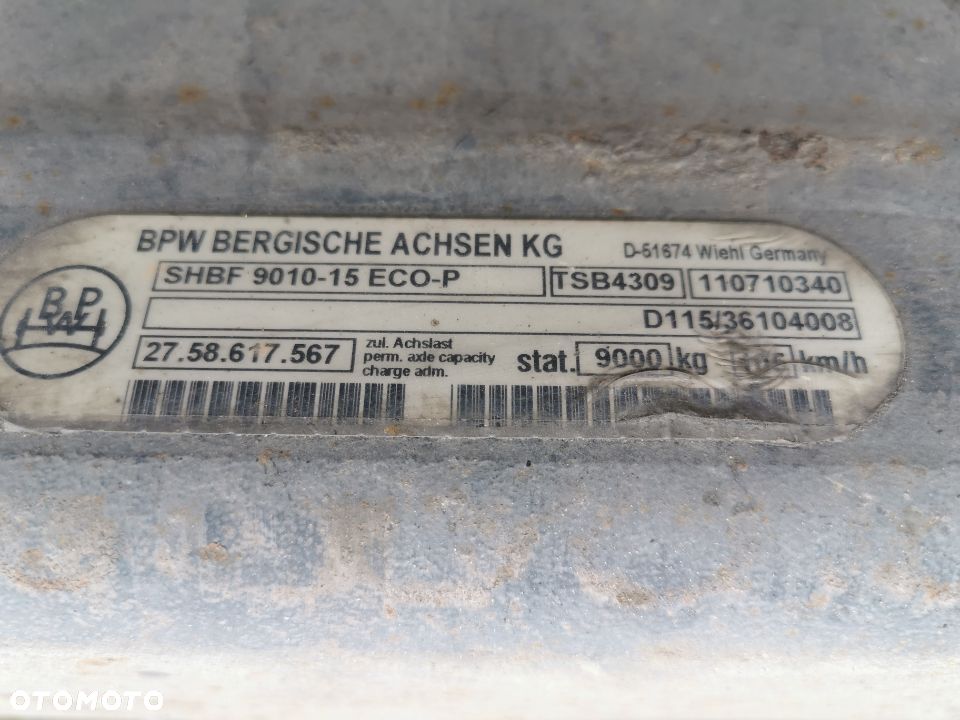 BPW BERGISCHE ACHSEN KG D-51674 Wiehl Germany
SHBF 9010-15 ECO-P TSB4309 110710340
BPW
D115/36104008
27.58.617.567 zul. Achslast
perm. axle capacity
charge adm.
stat. 9000 kg km/h
OTOMOTO